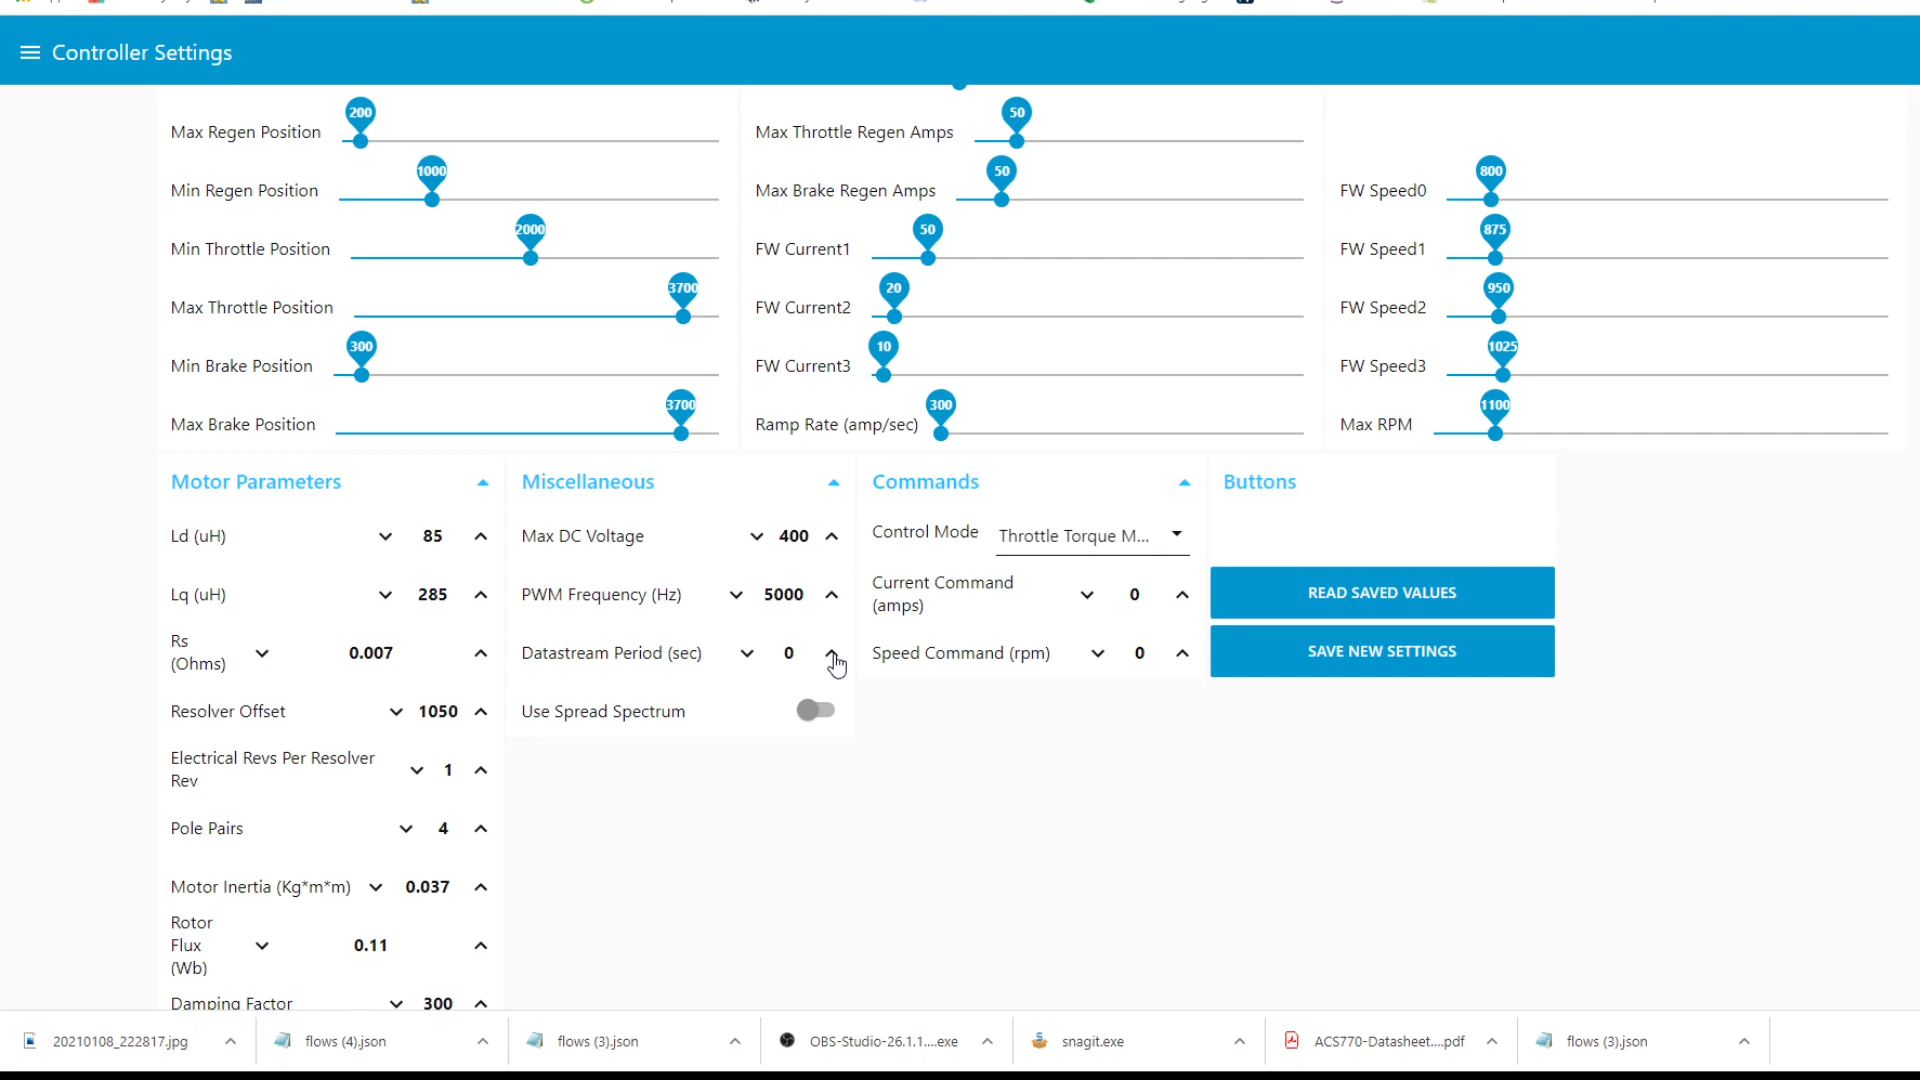 Controller Settings
Max Regen Position
200
Min Regen Position
1000
Min Throttle Position
2000
Max Throttle Position
3700
Min Brake Position
300
Max Brake Position
3700
Max Throttle Regen Amps
50
Max Brake Regen Amps
50
FW Current1
50
FW Current2
20
FW Current3
10
Ramp Rate (amp/sec)
300
FW Speed0
800
FW Speed1
875
FW Speed2
950
FW Speed3
1025
Max RPM
1100
Motor Parameters
Ld (uH) 85
Lq (uH) 285
Rs
(Ohms)
0.007
Resolver Offset 1050
Electrical Revs Per Resolver
Rev
1
Pole Pairs 4
Motor Inertia (Kg*m*m) 0.037
Rotor
Flux
(Wb)
0.11
Damping Factor 300
Miscellaneous
Max DC Voltage 400
PWM Frequency (Hz) 5000
Datastream Period (sec) 0
Use Spread Spectrum
Commands
Control Mode Throttle Torque M...
Current Command
(amps)
0
Speed Command (rpm) 0
Buttons
READ SAVED VALUES
SAVE NEW SETTINGS
20210108_222817.jpg
flows (4).json
flows (3).json
OBS-Studio-26.1.1....exe
snagit.exe
ACS770-Datasheet....pdf
flows (3).json